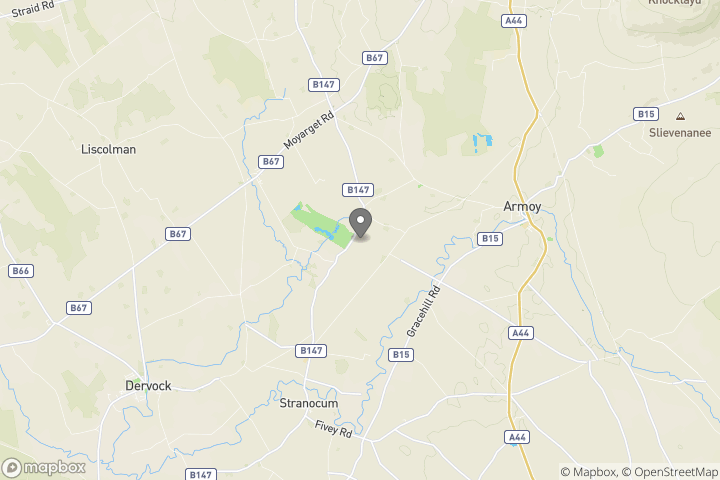 Straid Rd
Knocklayd
A44
B67
B147
Moyarget Rd
B15
Slievenanee
Liscolman
B67
B147
Armoy
B67
B15
B66
B67
Gracehill Rd
A44
B147
B15
Dervock
Stranocum
Fivey Rd
A44
B147
mapbox
© Mapbox, © OpenStreetMap